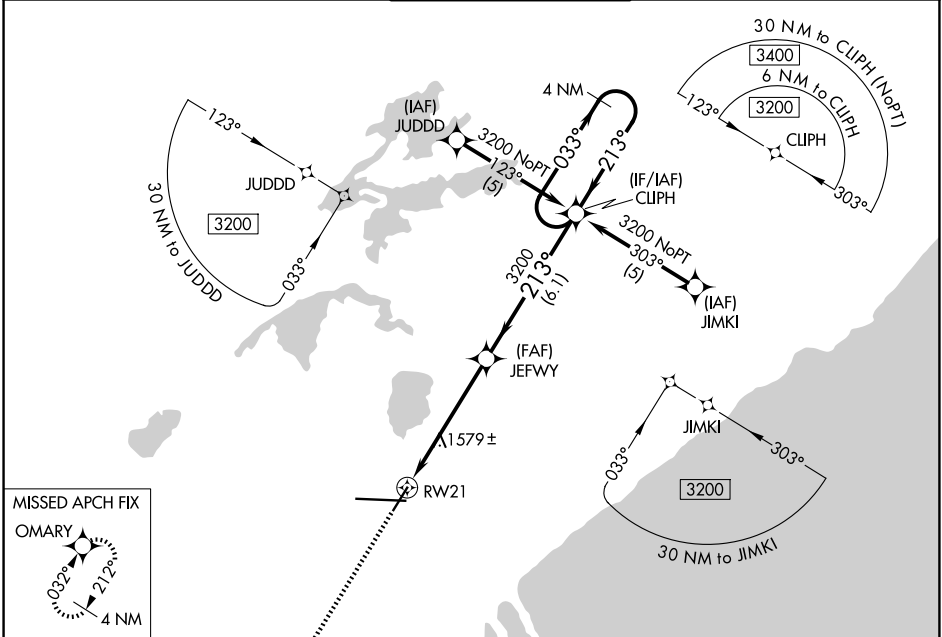 30 NM to CLIPH (NoPT)
3400
6 NM to CLIPH
3200
123°
CLIPH
303°
4 NM
033°
213°
(IAF)
JUDDD
3200 NoPT
123°
(5)
(IF/IAF)
CLIPH
3200 NoPT
303°
(5)
(IAF)
JIMKI
123°
JUDDD
3200
033°
30 NM to JUDDD
3200
213°
(6.1)
(FAF)
JEFWY
1579±
RW21
JIMKI
033°
303°
3200
30 NM to JIMKI
MISSED APCH FIX
OMARY
032°
212°
4 NM